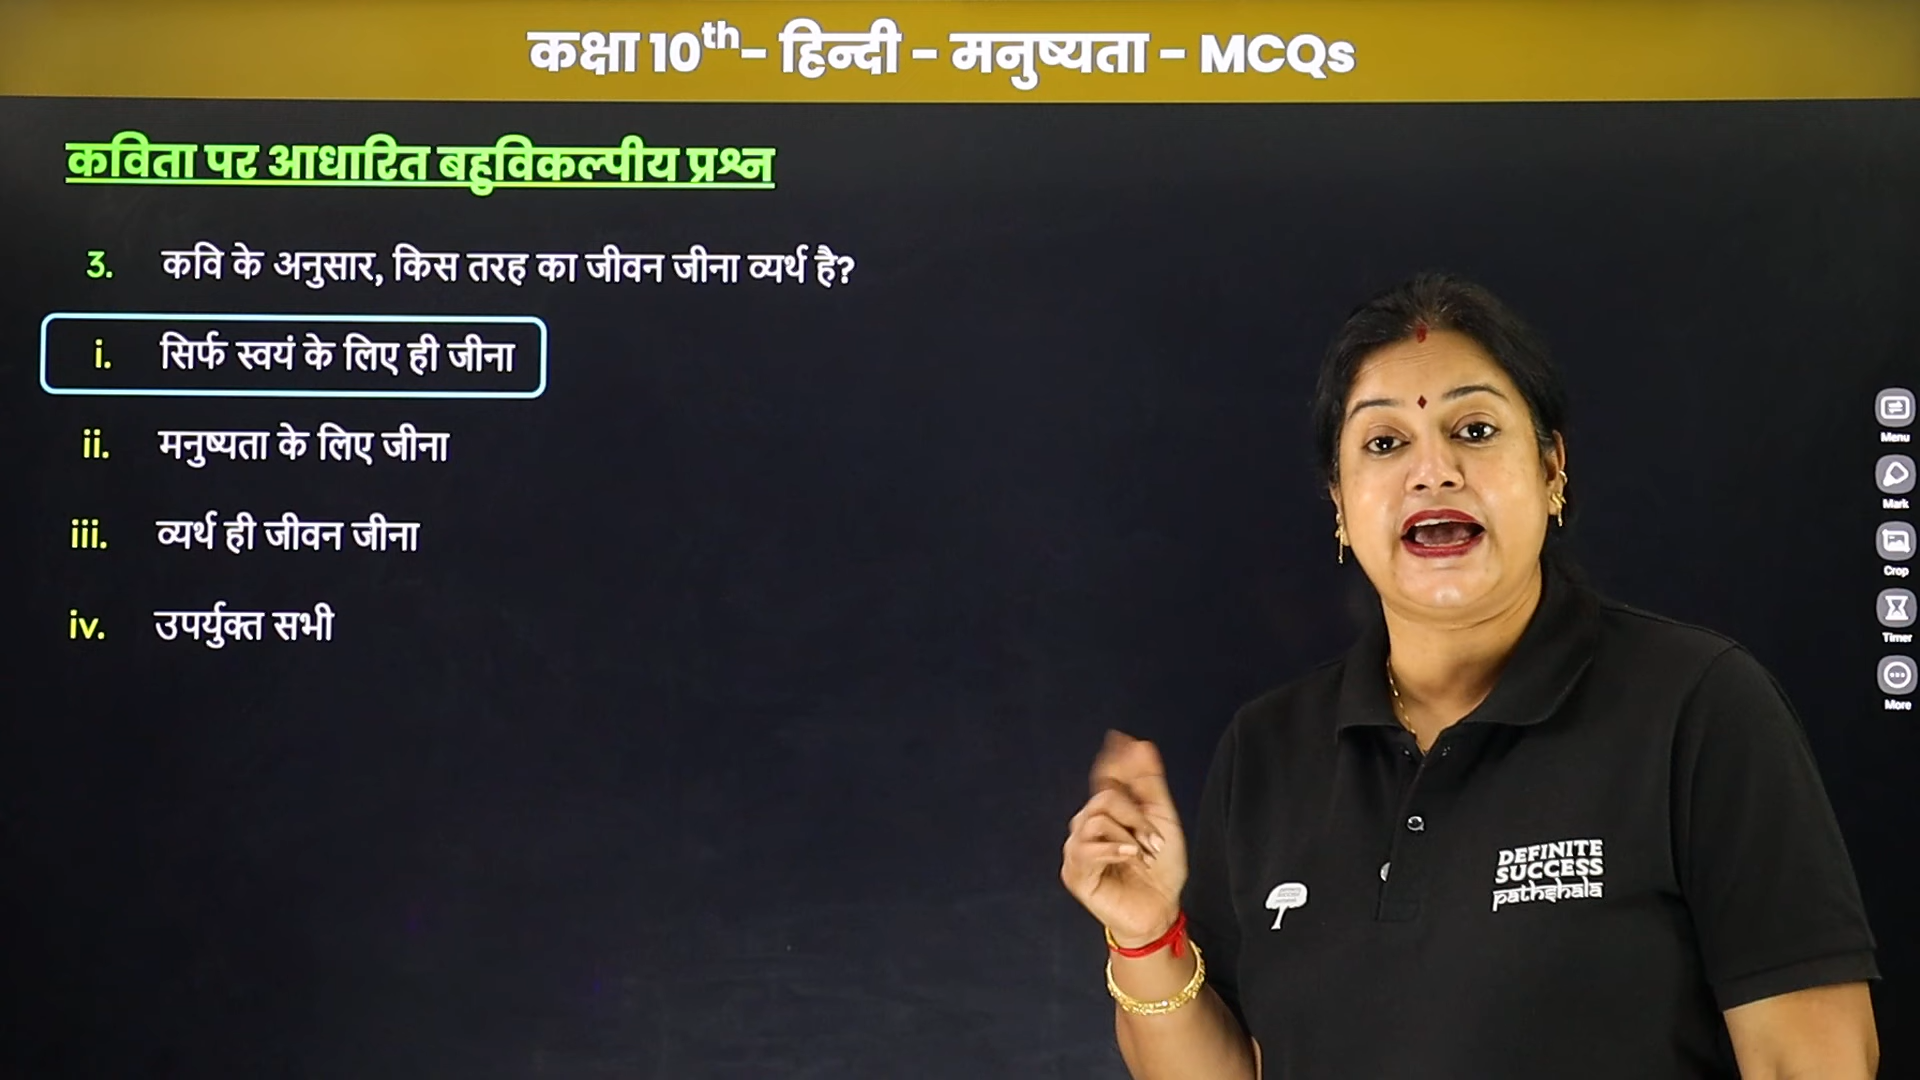 कक्षा 10th- हिन्दी - मनुष्यता - MCQs
कविता पर आधारित बहुविकल्पीय प्रश्न
3. कवि के अनुसार, किस तरह का जीवन जीना व्यर्थ है?
i. सिर्फ स्वयं के लिए ही जीना
ii. मनुष्यता के लिए जीना
iii. व्यर्थ ही जीवन जीना
iv. उपर्युक्त सभी
Menu
Mark
Crop
Timer
More
DEFINITE
SUCCESS
pathshala